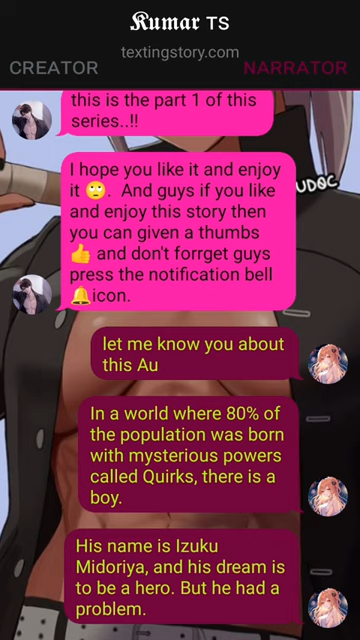 𝕶𝖚𝖒𝖆𝖗 TS
textingstory.com
CREATOR NARRATOR
this is the part 1 of this
series..!!
I hope you like it and enjoy
it 🙄. And guys if you like
and enjoy this story then
you can given a thumbs
👍 and don't forrget guys
press the notification bell
🔔icon.
let me know you about
this Au
In a world where 80% of
the population was born
with mysterious powers
called Quirks, there is a
boy.
His name is Izuku
Midoriya, and his dream is
to be a hero. But he had a
problem.